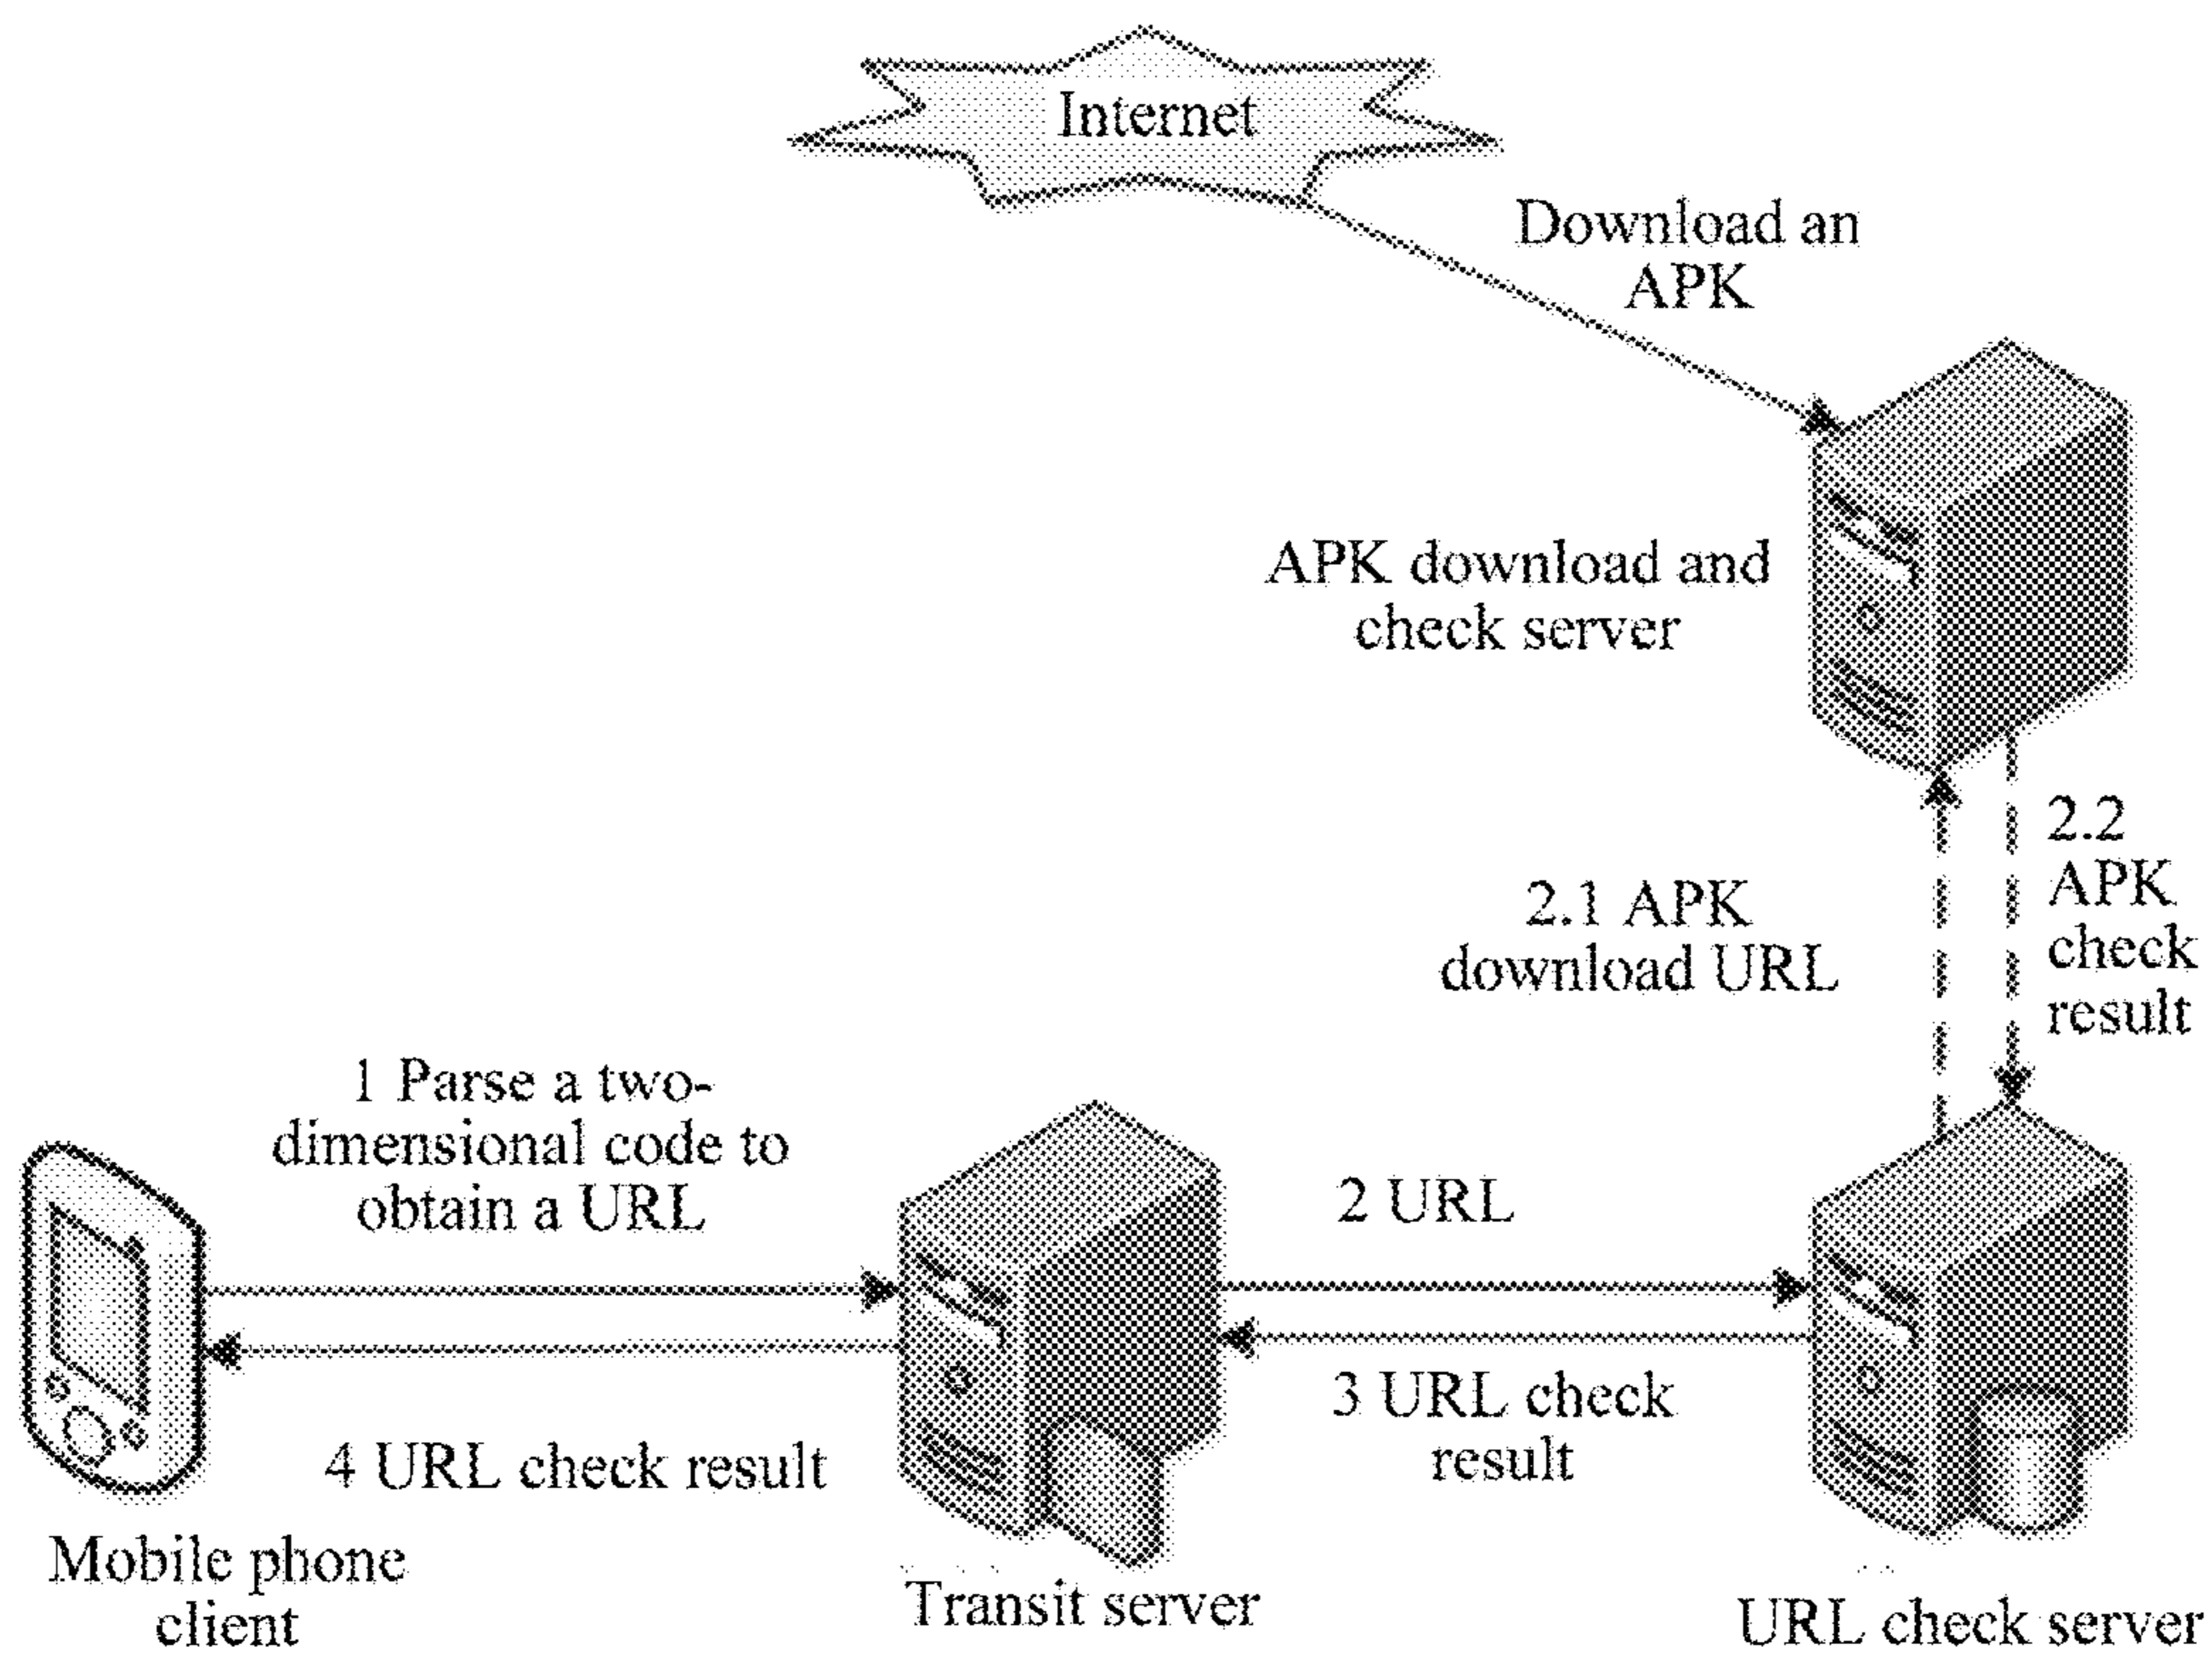 Internet
Download an
APK
APK download and
check server
2.1 APK
download URL
2.2
APK
check
result
1 Parse a two-
dimensional code to
obtain a URL
2 URL
3 URL check
result
4 URL check result
Mobile phone
client
Transit server
URL check server